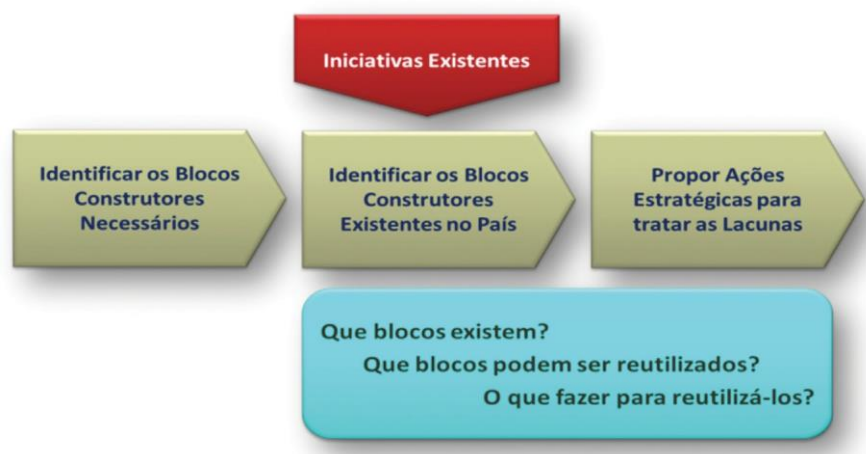 Iniciativas Existentes
Identificar os Blocos
Construtores
Necessários
Identificar os Blocos
Construtores
Existentes no País
Propor Ações
Estratégicas para
tratar as Lacunas
Que blocos existem?
Que blocos podem ser reutilizados?
O que fazer para reutilizá-los?